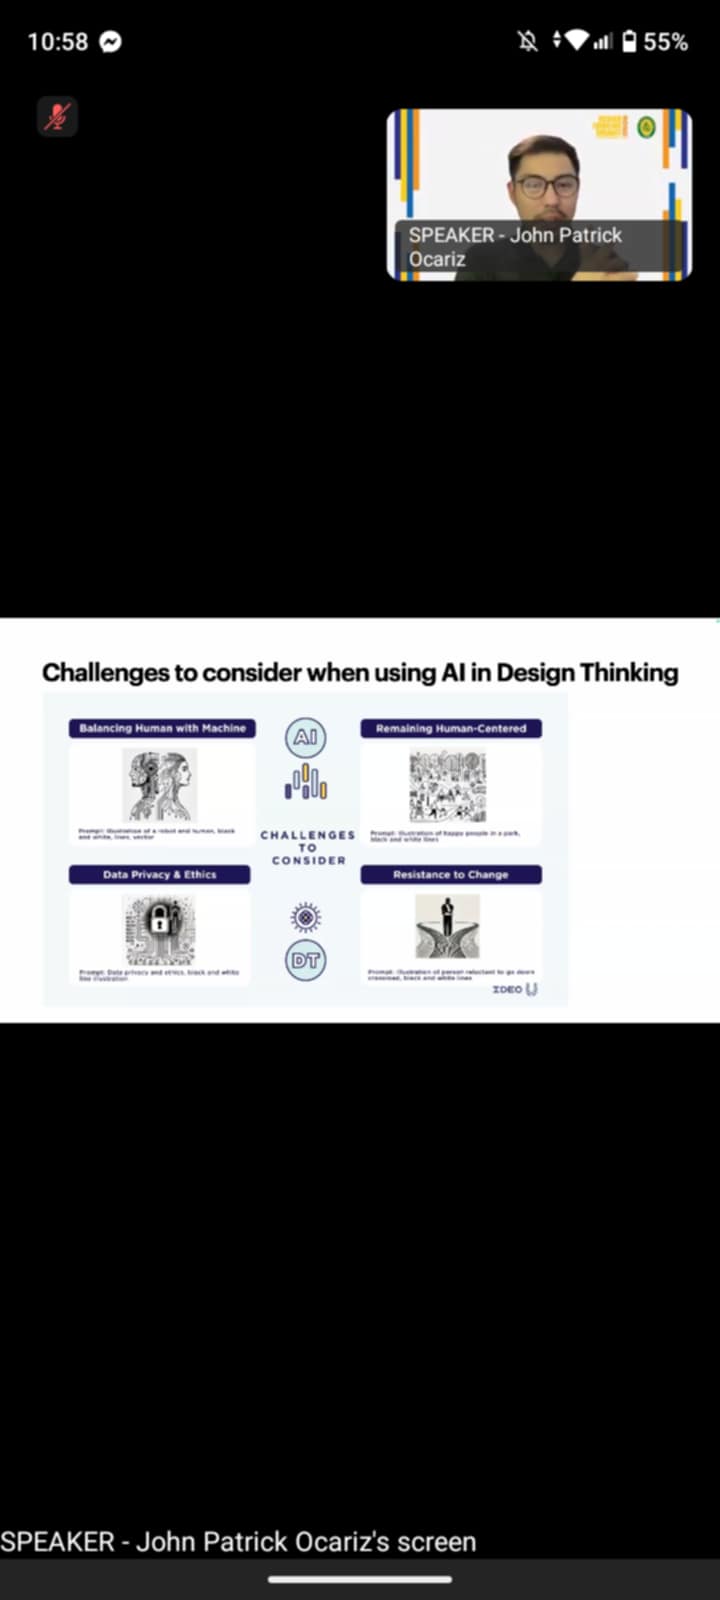 10:58
55%
SPEAKER - John Patrick
Ocariz
Challenges to consider when using AI in Design Thinking
Balancing Human with Machine
Prompt: Illustration of a robot and human, black
and white, lines, vector
AI
CHALLENGES
TO
CONSIDER
Remaining Human-Centered
Prompt: Illustration of happy people in a park,
black and white lines
Data Privacy & Ethics
Prompt: Data privacy and ethics, black and white
line illustration
DT
Resistance to Change
Prompt: Illustration of person reluctant to go down
crossroad, black and white lines
IDEO U
SPEAKER - John Patrick Ocariz's screen